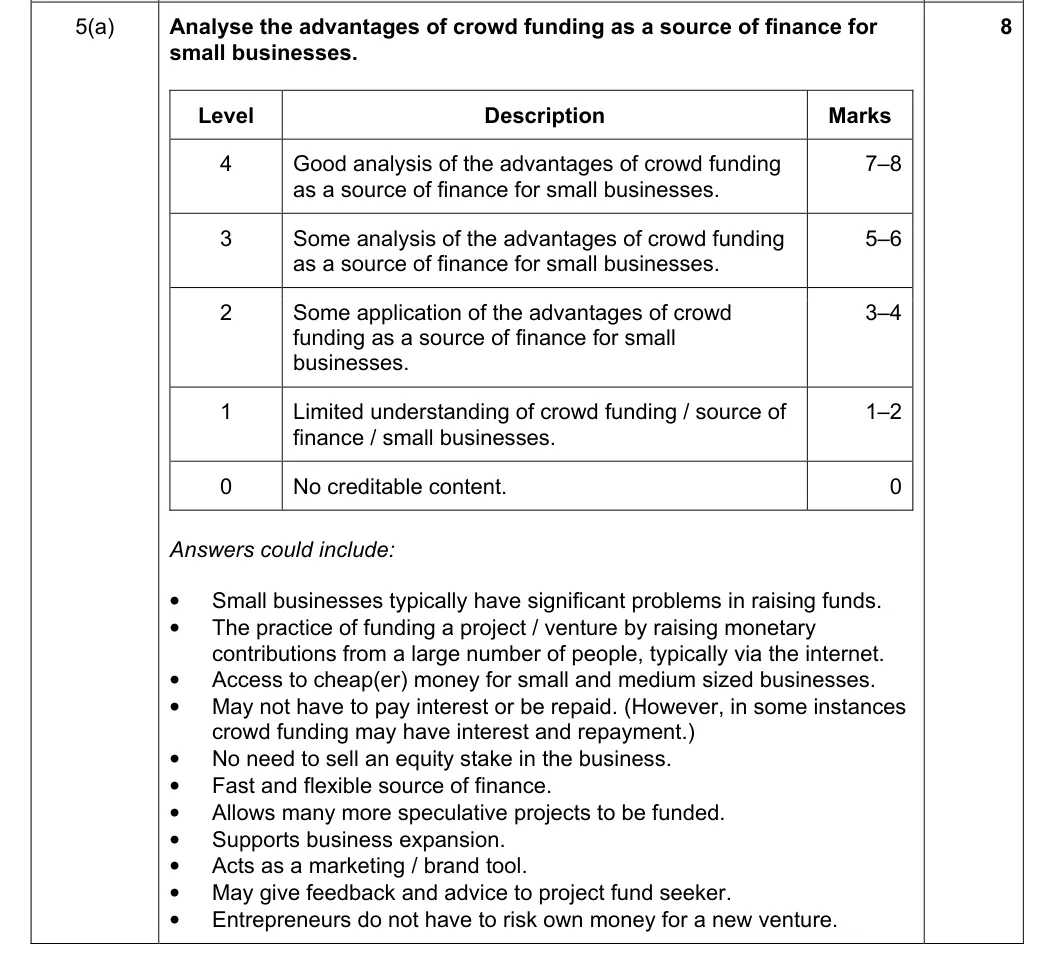 5(a)
Analyse the advantages of crowd funding as a source of finance for
small businesses.
8
Level Description Marks
4 Good analysis of the advantages of crowd funding 7–8
as a source of finance for small businesses.
3 Some analysis of the advantages of crowd funding 5–6
as a source of finance for small businesses.
2 Some application of the advantages of crowd 3–4
funding as a source of finance for small
businesses.
1 Limited understanding of crowd funding / source of 1–2
finance / small businesses.
0 No creditable content. 0
Answers could include:
• Small businesses typically have significant problems in raising funds.
• The practice of funding a project / venture by raising monetary
contributions from a large number of people, typically via the internet.
• Access to cheap(er) money for small and medium sized businesses.
• May not have to pay interest or be repaid. (However, in some instances
crowd funding may have interest and repayment.)
• No need to sell an equity stake in the business.
• Fast and flexible source of finance.
• Allows many more speculative projects to be funded.
• Supports business expansion.
• Acts as a marketing / brand tool.
• May give feedback and advice to project fund seeker.
• Entrepreneurs do not have to risk own money for a new venture.